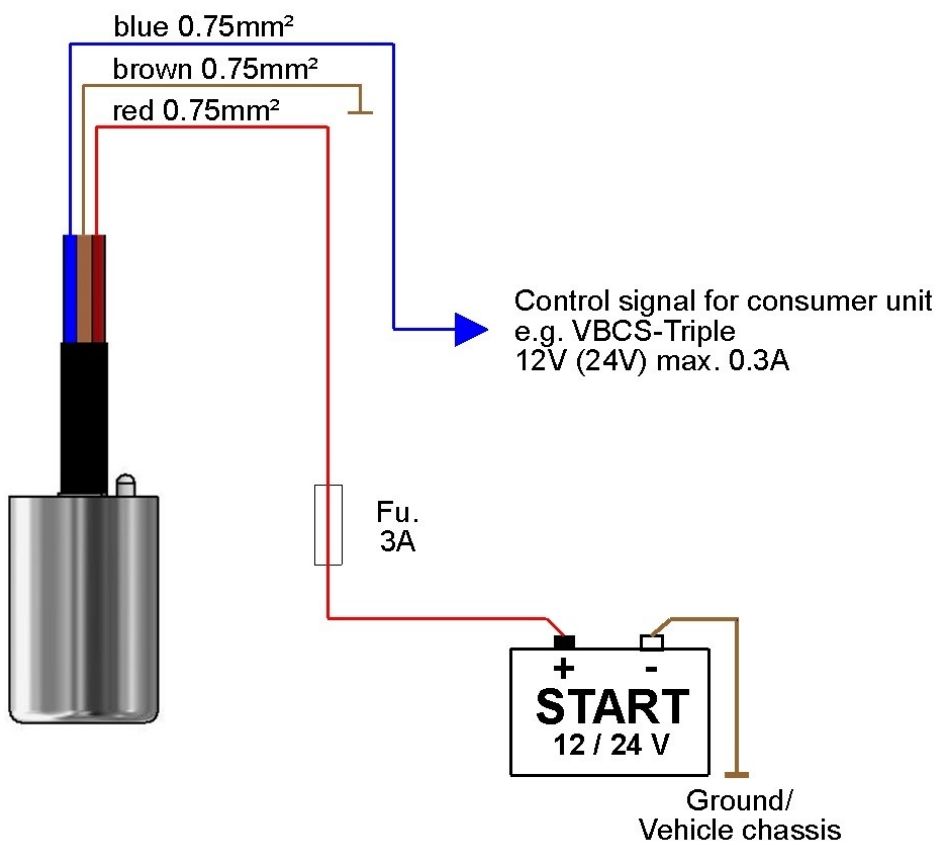 blue 0.75mm²
brown 0.75mm²
red 0.75mm²
Control signal for consumer unit
e.g. VBCS-Triple
12V (24V) max. 0.3A
Fu.
3A
+ -
START
12 / 24 V
Ground/
Vehicle chassis